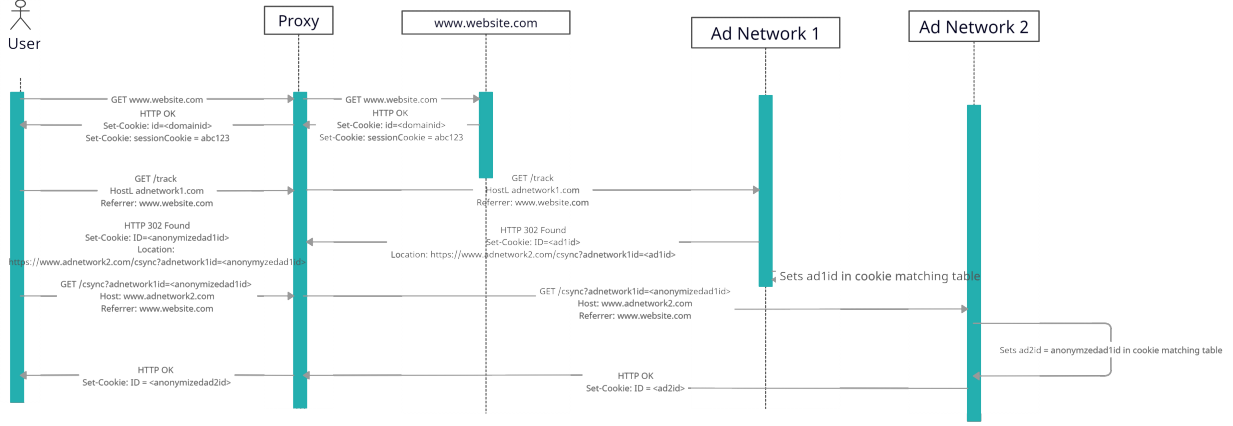 User
Proxy
www.website.com
Ad Network 1
Ad Network 2
GET www.website.com
GET www.website.com
HTTP OK
Set-Cookie: id=<domainid>
Set-Cookie: sessionCookie = abc123
HTTP OK
Set-Cookie: id=<domainid>
Set-Cookie: sessionCookie = abc123
GET /track
HostL adnetwork1.com
Referrer: www.website.com
GET /track
HostL adnetwork1.com
Referrer: www.website.com
HTTP 302 Found
Set-Cookie: ID=<anonymizedad1id>
Location:
https://www.adnetwork2.com/csync?adnetwork1id=<anonymyzedad1id>
HTTP 302 Found
Set-Cookie: ID=<ad1id>
Location: https://www.adnetwork2.com/csync?adnetwork1id=<ad1id>
Sets ad1id in cookie matching table
GET /csync?adnetwork1id=<anonymizedad1id>
Host: www.adnetwork2.com
Referrer: www.website.com
GET /csync?adnetwork1id=<anonymizedad1id>
Host: www.adnetwork2.com
Referrer: www.website.com
Sets ad2id = anonymzedad1id in cookie matching table
HTTP OK
Set-Cookie: ID = <anonymizedad2id>
HTTP OK
Set-Cookie: ID = <ad2id>